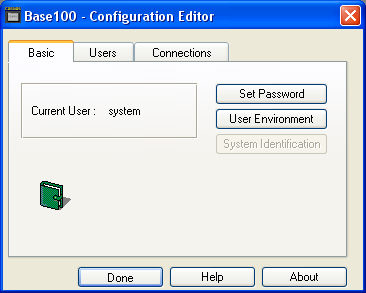 Base100 - Configuration Editor
Basic
Users
Connections
Current User : system
Set Password
User Environment
System Identification
Done
Help
About